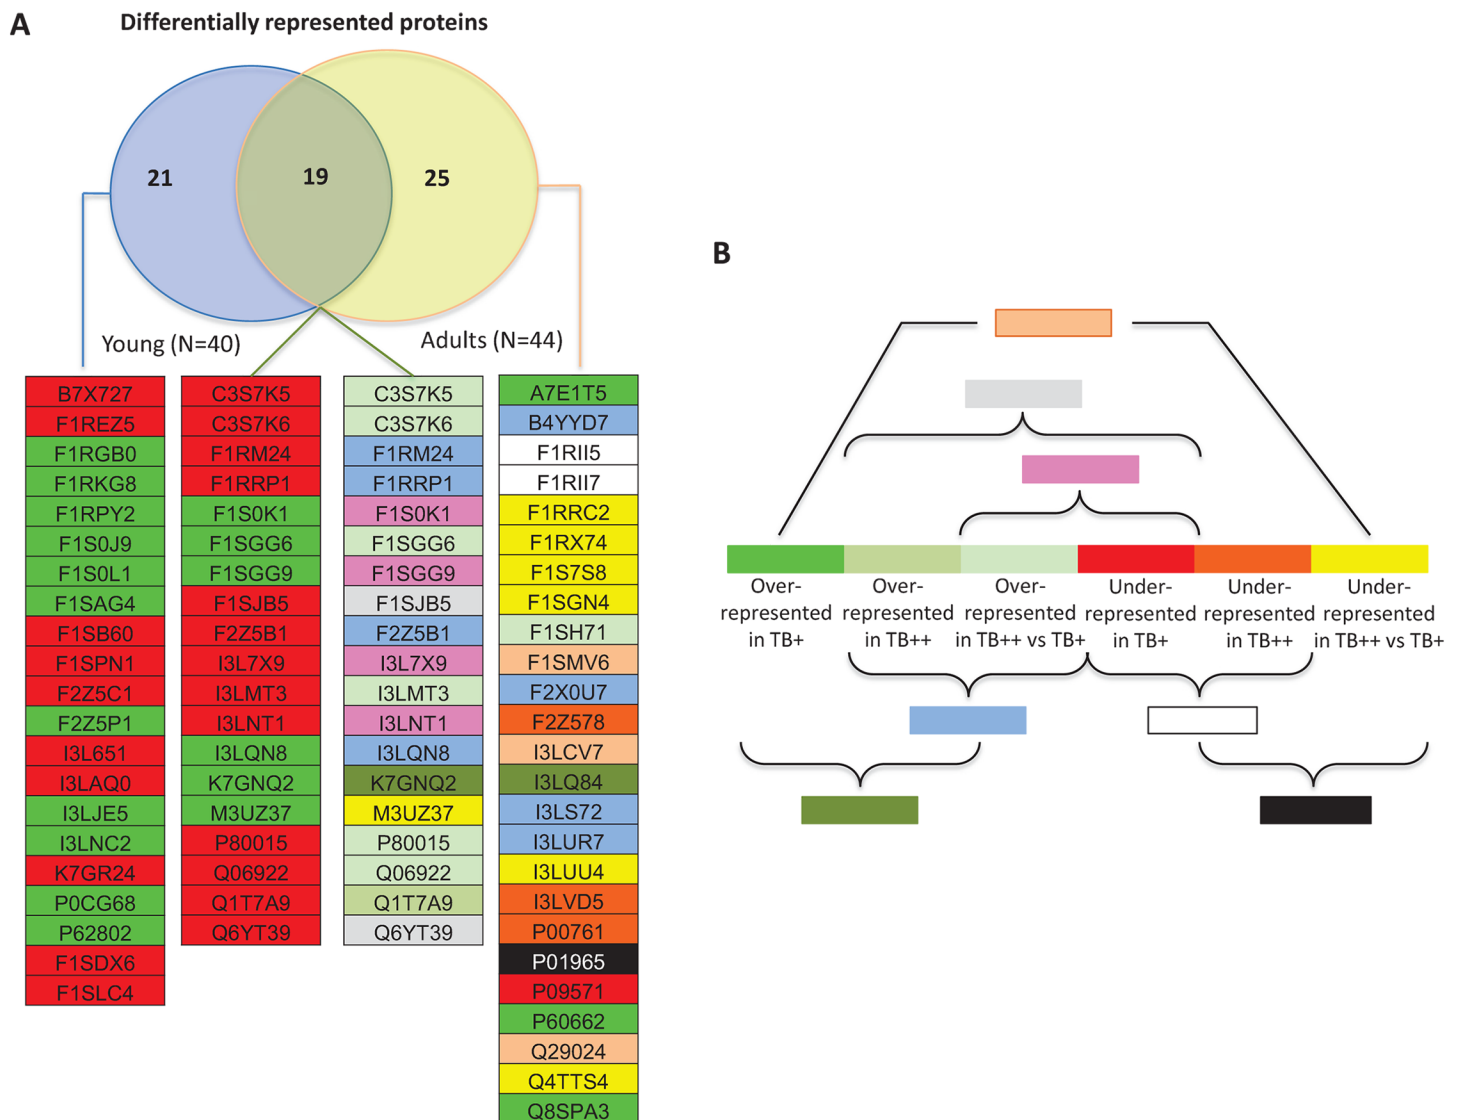 A
Differentially represented proteins
21
19
25
Young (N=40)
Adults (N=44)
B7X727
F1REZ5
F1RGB0
F1RKG8
F1RPY2
F1S0J9
F1S0L1
F1SAG4
F1SB60
F1SPN1
F2Z5C1
F2Z5P1
I3L651
I3LAQ0
I3LJE5
I3LNC2
K7GR24
P0CG68
P62802
F1SDX6
F1SLC4
C3S7K5
C3S7K6
F1RM24
F1RRP1
F1S0K1
F1SGG6
F1SGG9
F1SJB5
F2Z5B1
I3L7X9
I3LMT3
I3LNT1
I3LQN8
K7GNQ2
M3UZ37
P80015
Q06922
Q1T7A9
Q6YT39
C3S7K5
C3S7K6
F1RM24
F1RRP1
F1S0K1
F1SGG6
F1SGG9
F1SJB5
F2Z5B1
I3L7X9
I3LMT3
I3LNT1
I3LQN8
K7GNQ2
M3UZ37
P80015
Q06922
Q1T7A9
Q6YT39
A7E1T5
B4YYD7
F1RII5
F1RII7
F1RRC2
F1RX74
F1S7S8
F1SGN4
F1SH71
F1SMV6
F2X0U7
F2Z578
I3LCV7
I3LQ84
I3LS72
I3LUR7
I3LUU4
I3LVD5
P00761
P01965
P09571
P60662
Q29024
Q4TTS4
Q8SPA3
B
Over-
represented
in TB+
Over-
represented
in TB++
Over-
represented
in TB++ vs TB+
Under-
represented
in TB+
Under-
represented
in TB++
Under-
represented
in TB++ vs TB+